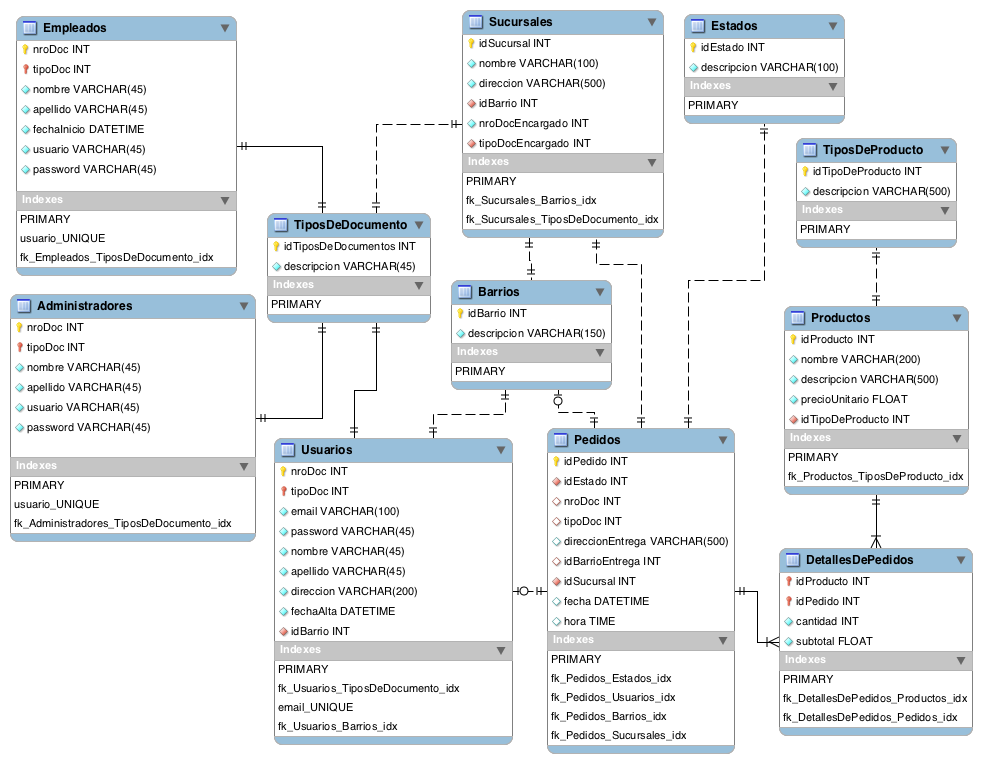 Empleados
nroDoc INT
tipoDoc INT
nombre VARCHAR(45)
apellido VARCHAR(45)
fechaInicio DATETIME
usuario VARCHAR(45)
password VARCHAR(45)
Indexes
PRIMARY
usuario_UNIQUE
fk_Empleados_TiposDeDocumento_idx
Sucursales
idSucursal INT
nombre VARCHAR(100)
direccion VARCHAR(500)
idBarrio INT
nroDocEncargado INT
tipoDocEncargado INT
Indexes
PRIMARY
fk_Sucursales_Barrios_idx
fk_Sucursales_TiposDeDocumento_idx
Estados
idEstado INT
descripcion VARCHAR(100)
Indexes
PRIMARY
TiposDeProducto
idTipoDeProducto INT
descripcion VARCHAR(500)
Indexes
PRIMARY
TiposDeDocumento
idTiposDeDocumentos INT
descripcion VARCHAR(45)
Indexes
PRIMARY
Barrios
idBarrio INT
descripcion VARCHAR(150)
Indexes
PRIMARY
Administradores
nroDoc INT
tipoDoc INT
nombre VARCHAR(45)
apellido VARCHAR(45)
usuario VARCHAR(45)
password VARCHAR(45)
Indexes
PRIMARY
usuario_UNIQUE
fk_Administradores_TiposDeDocumento_idx
Productos
idProducto INT
nombre VARCHAR(200)
descripcion VARCHAR(500)
precioUnitario FLOAT
idTipoDeProducto INT
Indexes
PRIMARY
fk_Productos_TiposDeProducto_idx
Usuarios
nroDoc INT
tipoDoc INT
email VARCHAR(100)
password VARCHAR(45)
nombre VARCHAR(45)
apellido VARCHAR(45)
direccion VARCHAR(200)
fechaAlta DATETIME
idBarrio INT
Indexes
PRIMARY
fk_Usuarios_TiposDeDocumento_idx
email_UNIQUE
fk_Usuarios_Barrios_idx
Pedidos
idPedido INT
idEstado INT
nroDoc INT
tipoDoc INT
direccionEntrega VARCHAR(500)
idBarrioEntrega INT
idSucursal INT
fecha DATETIME
hora TIME
Indexes
PRIMARY
fk_Pedidos_Estados_idx
fk_Pedidos_Usuarios_idx
fk_Pedidos_Barrios_idx
fk_Pedidos_Sucursales_idx
DetallesDePedidos
idProducto INT
idPedido INT
cantidad INT
subtotal FLOAT
Indexes
PRIMARY
fk_DetallesDePedidos_Productos_idx
fk_DetallesDePedidos_Pedidos_idx